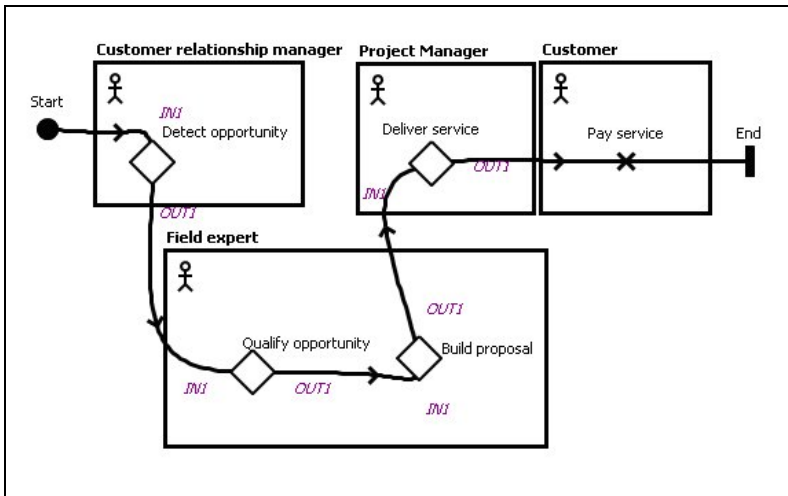 Customer relationship manager
Project Manager
Customer
Start
IN1
Detect opportunity
Deliver service
Pay service
End
OUT1
IN1
OUT1
Field expert
OUT1
Qualify opportunity
Build proposal
IN1
OUT1
IN1